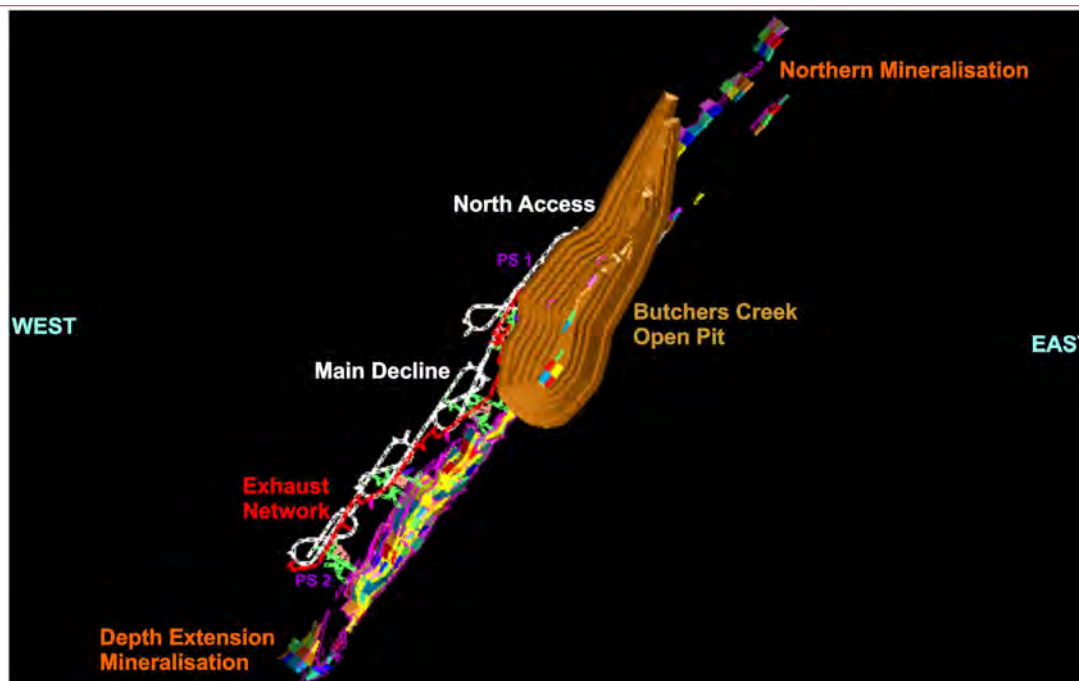 Northern Mineralisation
North Access
PS 1
Butchers Creek
Open Pit
WEST
EAST
Main Decline
Exhaust
Network
PS 2
Depth Extension
Mineralisation